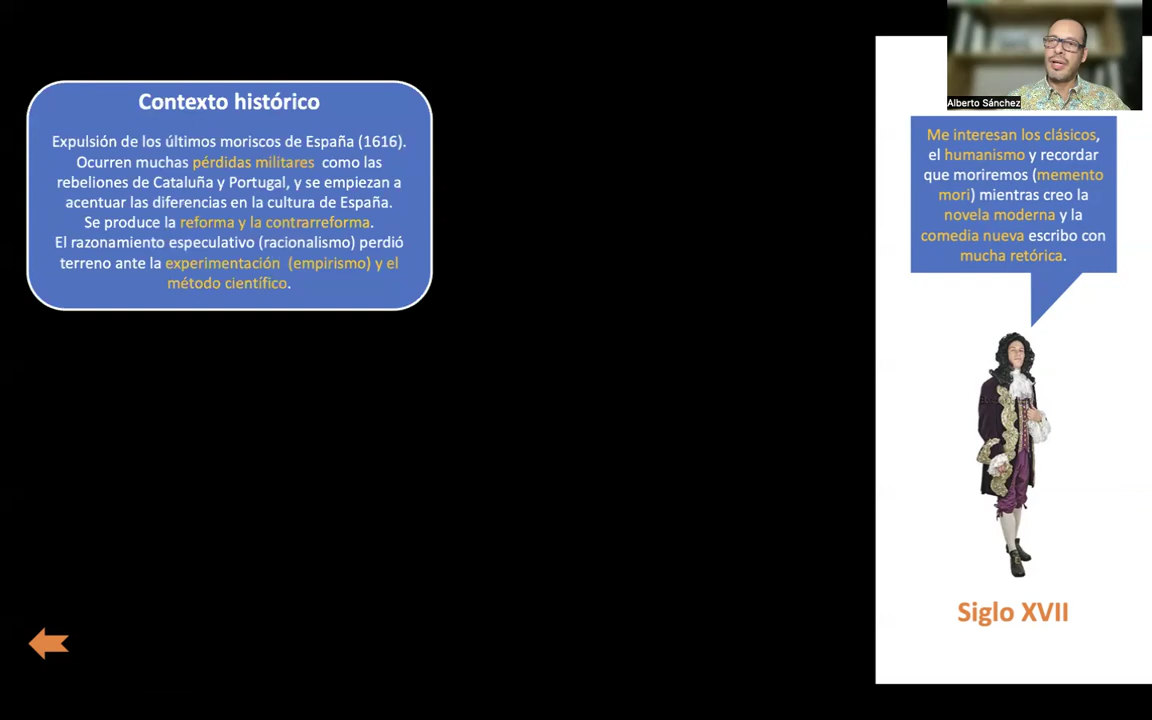 Contexto histórico
Expulsión de los últimos moriscos de España (1616).
Ocurren muchas pérdidas militares como las
rebeliones de Cataluña y Portugal, y se empiezan a
acentuar las diferencias en la cultura de España.
Se produce la reforma y la contrarreforma.
El razonamiento especulativo (racionalismo) perdió
terreno ante la experimentación (empirismo) y el
método científico.
Alberto Sánchez
Me interesan los clásicos,
el humanismo y recordar
que moriremos (memento
mori) mientras creo la
novela moderna y la
comedia nueva escribo con
mucha retórica.
Siglo XVII